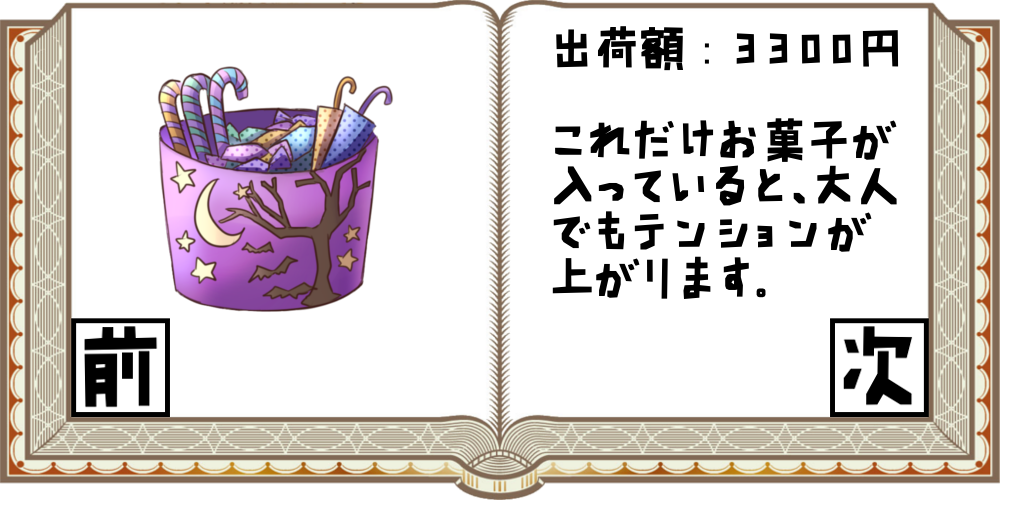 出荷額：3300円
これだけお菓子が
入っていると、大人
でもテンションが
上がります。
前
次